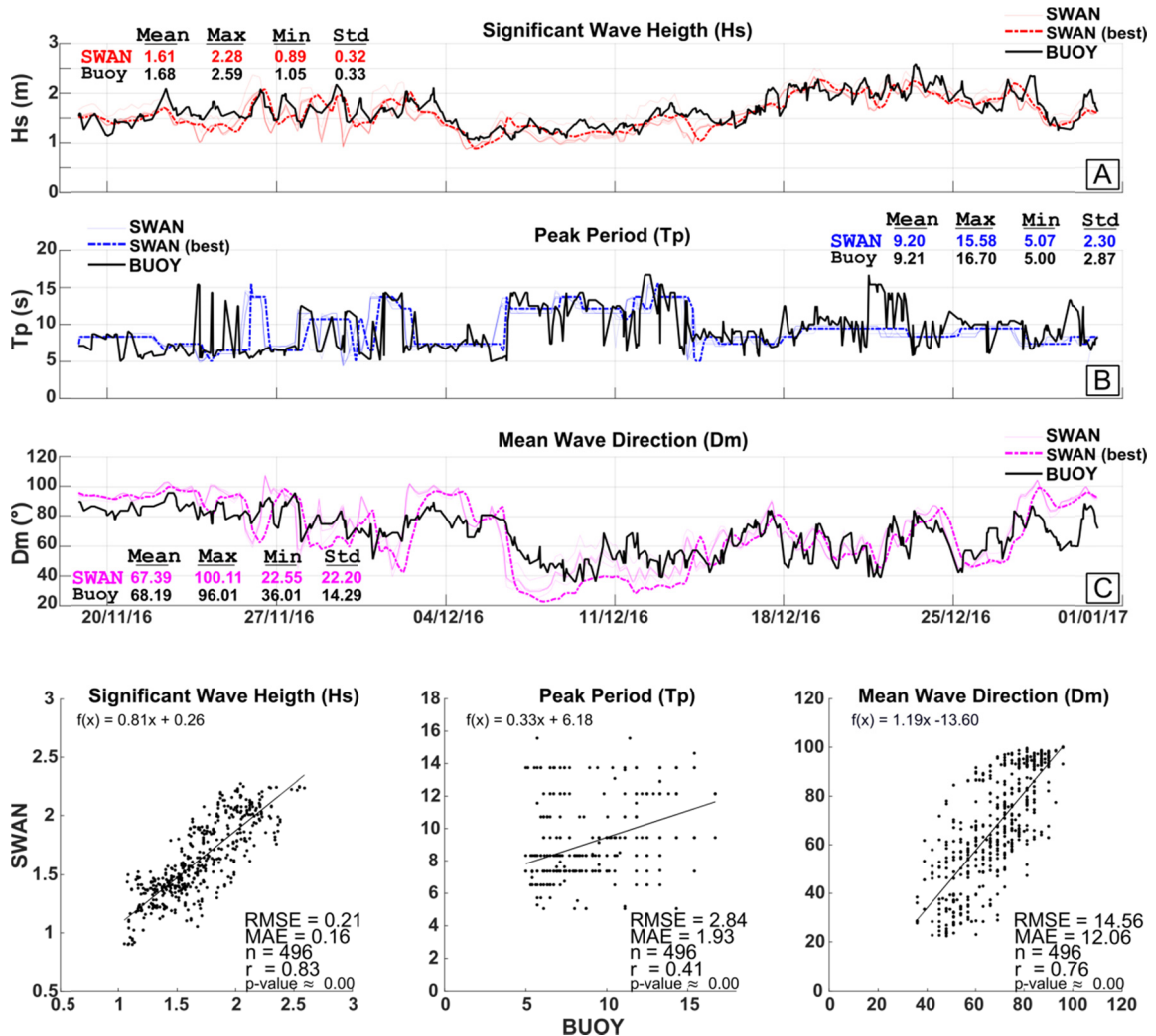 Significant Wave Heigth (Hs)
SWAN
SWAN (best)
BUOY
Mean Max Min Std
SWAN 1.61 2.28 0.89 0.32
Buoy 1.68 2.59 1.05 0.33
Hs (m)
3
2
1
0
A
SWAN
SWAN (best)
BUOY
Peak Period (Tp)
Mean Max Min Std
SWAN 9.20 15.58 5.07 2.30
Buoy 9.21 16.70 5.00 2.87
Tp (s)
20
15
10
5
0
B
Mean Wave Direction (Dm)
SWAN
SWAN (best)
BUOY
Dm (°)
120
100
80
60
40
20
Mean Max Min Std
SWAN 67.39 100.11 22.55 22.20
Buoy 68.19 96.01 36.01 14.29
C
20/11/16 27/11/16 04/12/16 11/12/16 18/12/16 25/12/16 01/01/17
Significant Wave Heigth (Hs)
f(x) = 0.81x + 0.26
SWAN
3
2.5
2
1.5
1
0.5
RMSE = 0.21
MAE = 0.16
n = 496
r = 0.83
p-value ≈ 0.00
0.5 1 1.5 2 2.5 3
Peak Period (Tp)
f(x) = 0.33x + 6.18
18
16
14
12
10
8
6
4
2
0
RMSE = 2.84
MAE = 1.93
n = 496
r = 0.41
p-value ≈ 0.00
0 5 10 15
BUOY
Mean Wave Direction (Dm)
f(x) = 1.19x -13.60
120
100
80
60
40
20
0
RMSE = 14.56
MAE = 12.06
n = 496
r = 0.76
p-value ≈ 0.00
0 20 40 60 80 100 120